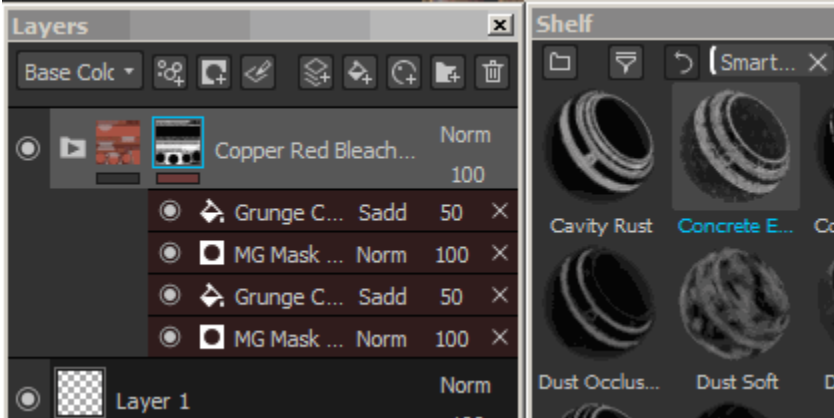 Layers
Base Colc
Copper Red Bleach... Norm
100
Grunge C... Sadd 50
MG Mask ... Norm 100
Grunge C... Sadd 50
MG Mask ... Norm 100
Layer 1 Norm
Shelf
Smart...
Cavity Rust Concrete E...
Dust Occlus... Dust Soft